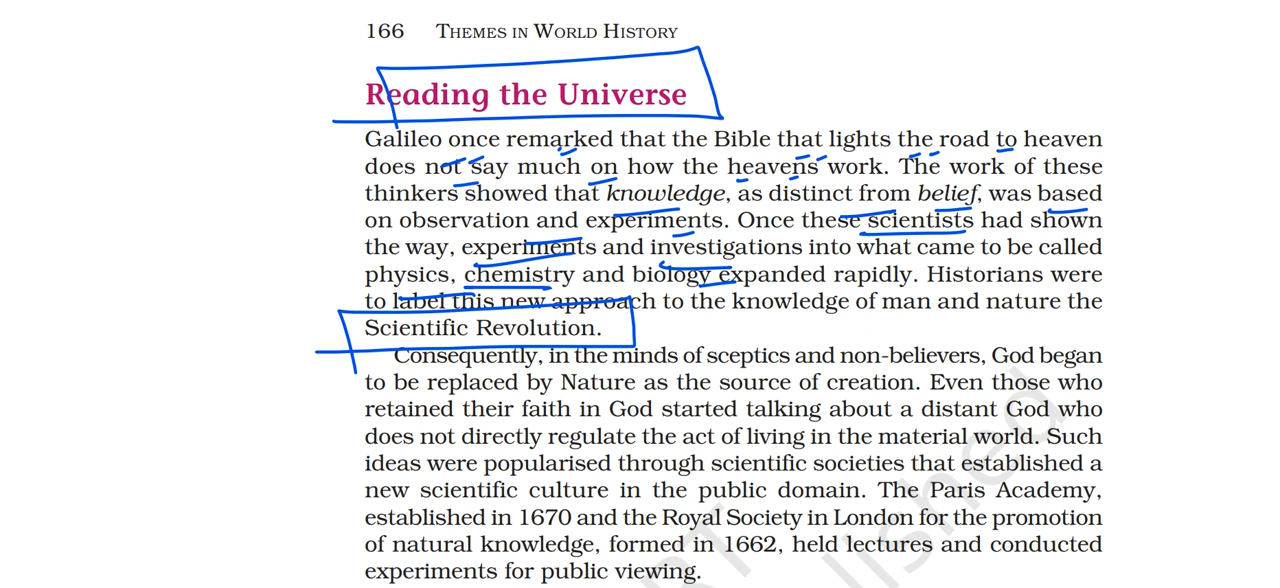 166 THEMES IN WORLD HISTORY
Reading the Universe
Galileo once remarked that the Bible that lights the road to heaven
does not say much on how the heavens work. The work of these
thinkers showed that knowledge, as distinct from belief, was based
on observation and experiments. Once these scientists had shown
the way, experiments and investigations into what came to be called
physics, chemistry and biology expanded rapidly. Historians were
to label this new approach to the knowledge of man and nature the
Scientific Revolution.
Consequently, in the minds of sceptics and non-believers, God began
to be replaced by Nature as the source of creation. Even those who
retained their faith in God started talking about a distant God who
does not directly regulate the act of living in the material world. Such
ideas were popularised through scientific societies that established a
new scientific culture in the public domain. The Paris Academy,
established in 1670 and the Royal Society in London for the promotion
of natural knowledge, formed in 1662, held lectures and conducted
experiments for public viewing.